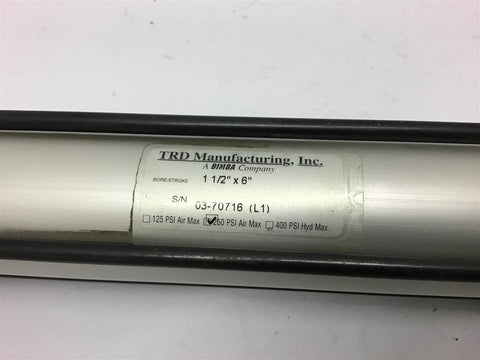 TRD Manufacturing, Inc.
A BIMBA Company
BORE/STROKE 1 1/2" x 6"
S/N 03-70716 (L1)
125 PSI Air Max 250 PSI Air Max 400 PSI Hyd Max